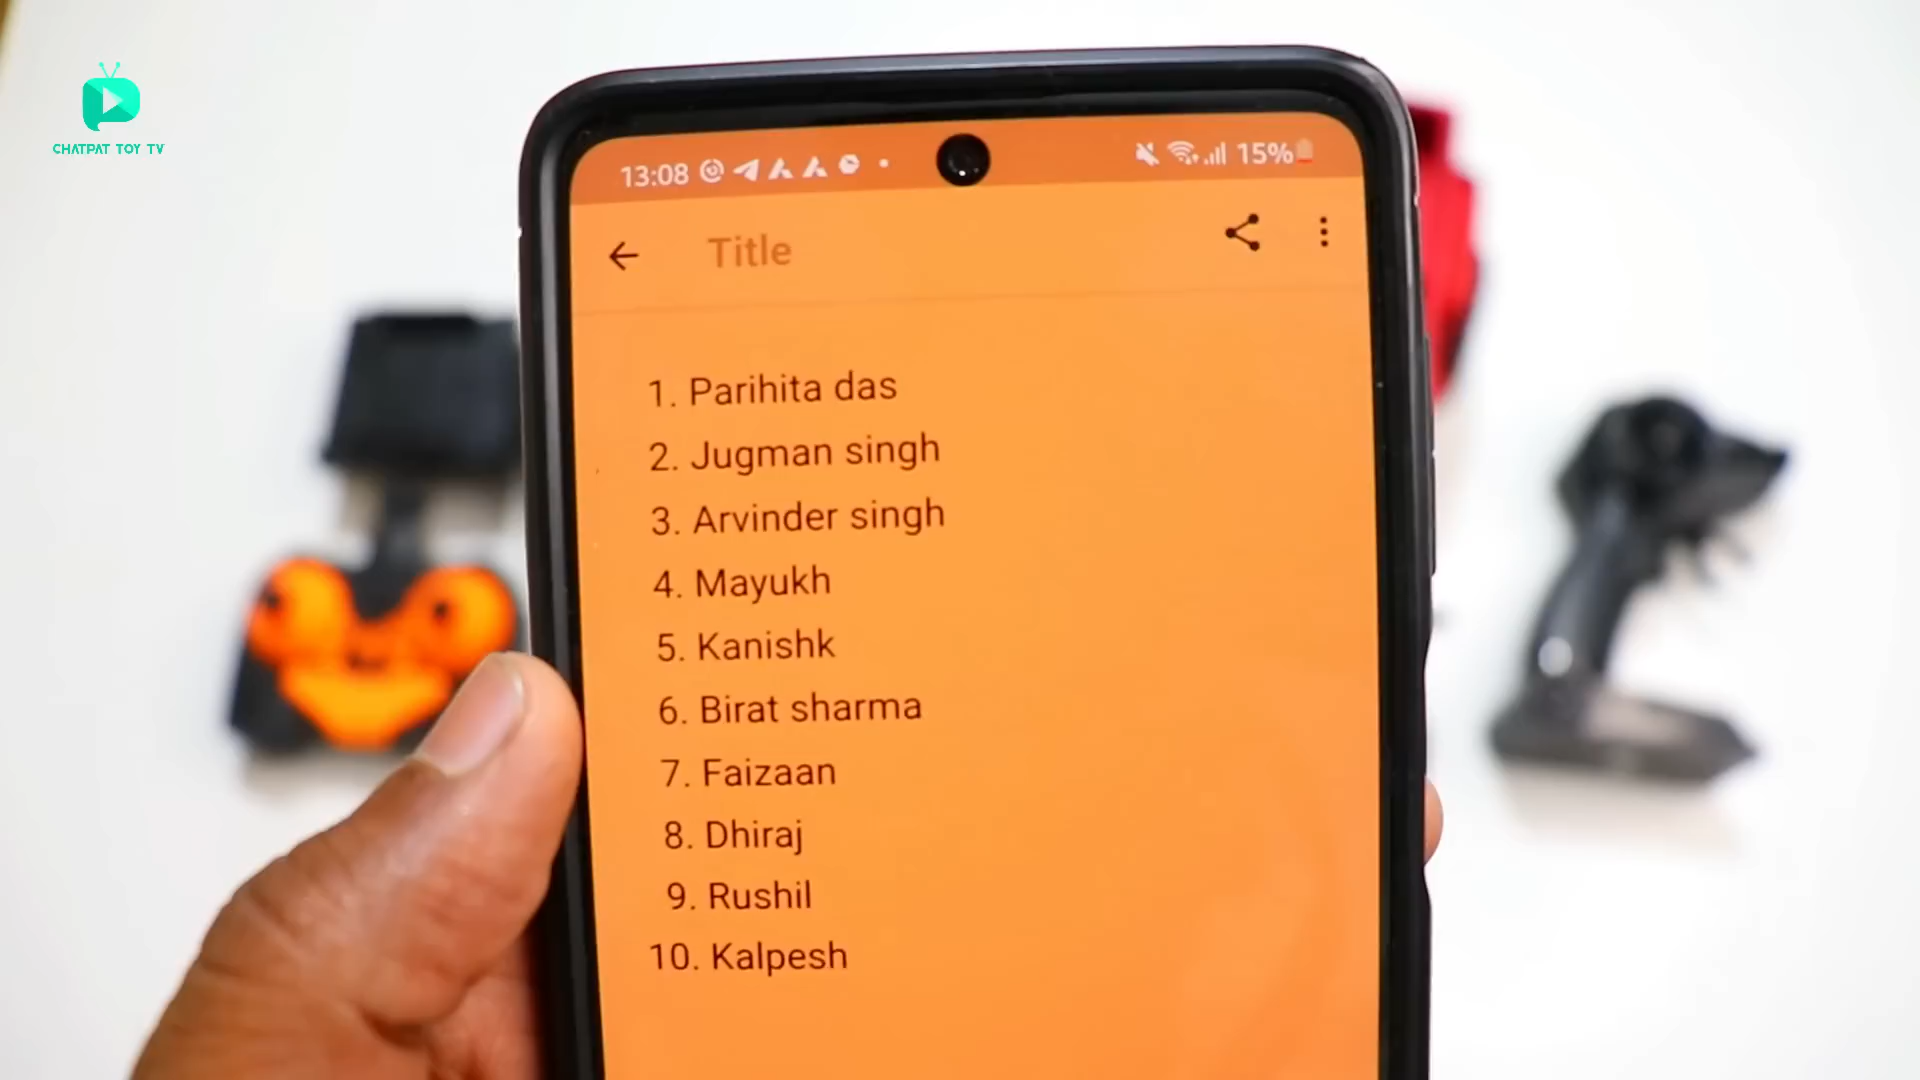 CHATPAT TOY TV
13:08
15%
Title
1. Parihita das
2. Jugman singh
3. Arvinder singh
4. Mayukh
5. Kanishk
6. Birat sharma
7. Faizaan
8. Dhiraj
9. Rushil
10. Kalpesh